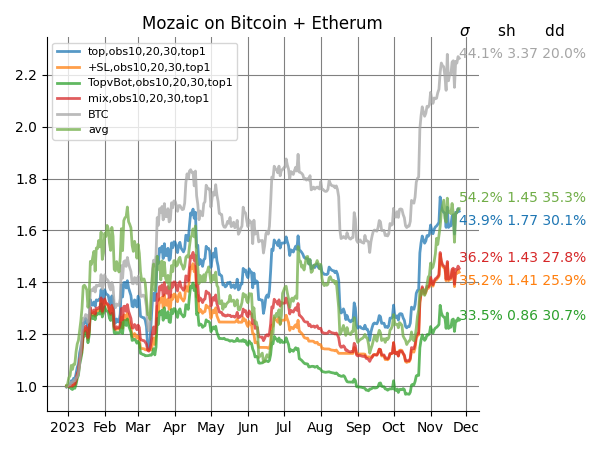 Mozaic on Bitcoin + Etherum
σ sh dd
top,obs10,20,30,top1
+SL,obs10,20,30,top1
TopvBot,obs10,20,30,top1
mix,obs10,20,30,top1
BTC
avg
44.1% 3.37 20.0%
54.2% 1.45 35.3%
43.9% 1.77 30.1%
36.2% 1.43 27.8%
35.2% 1.41 25.9%
33.5% 0.86 30.7%
2.2
2.0
1.8
1.6
1.4
1.2
1.0
2023 Feb Mar Apr May Jun Jul Aug Sep Oct Nov Dec